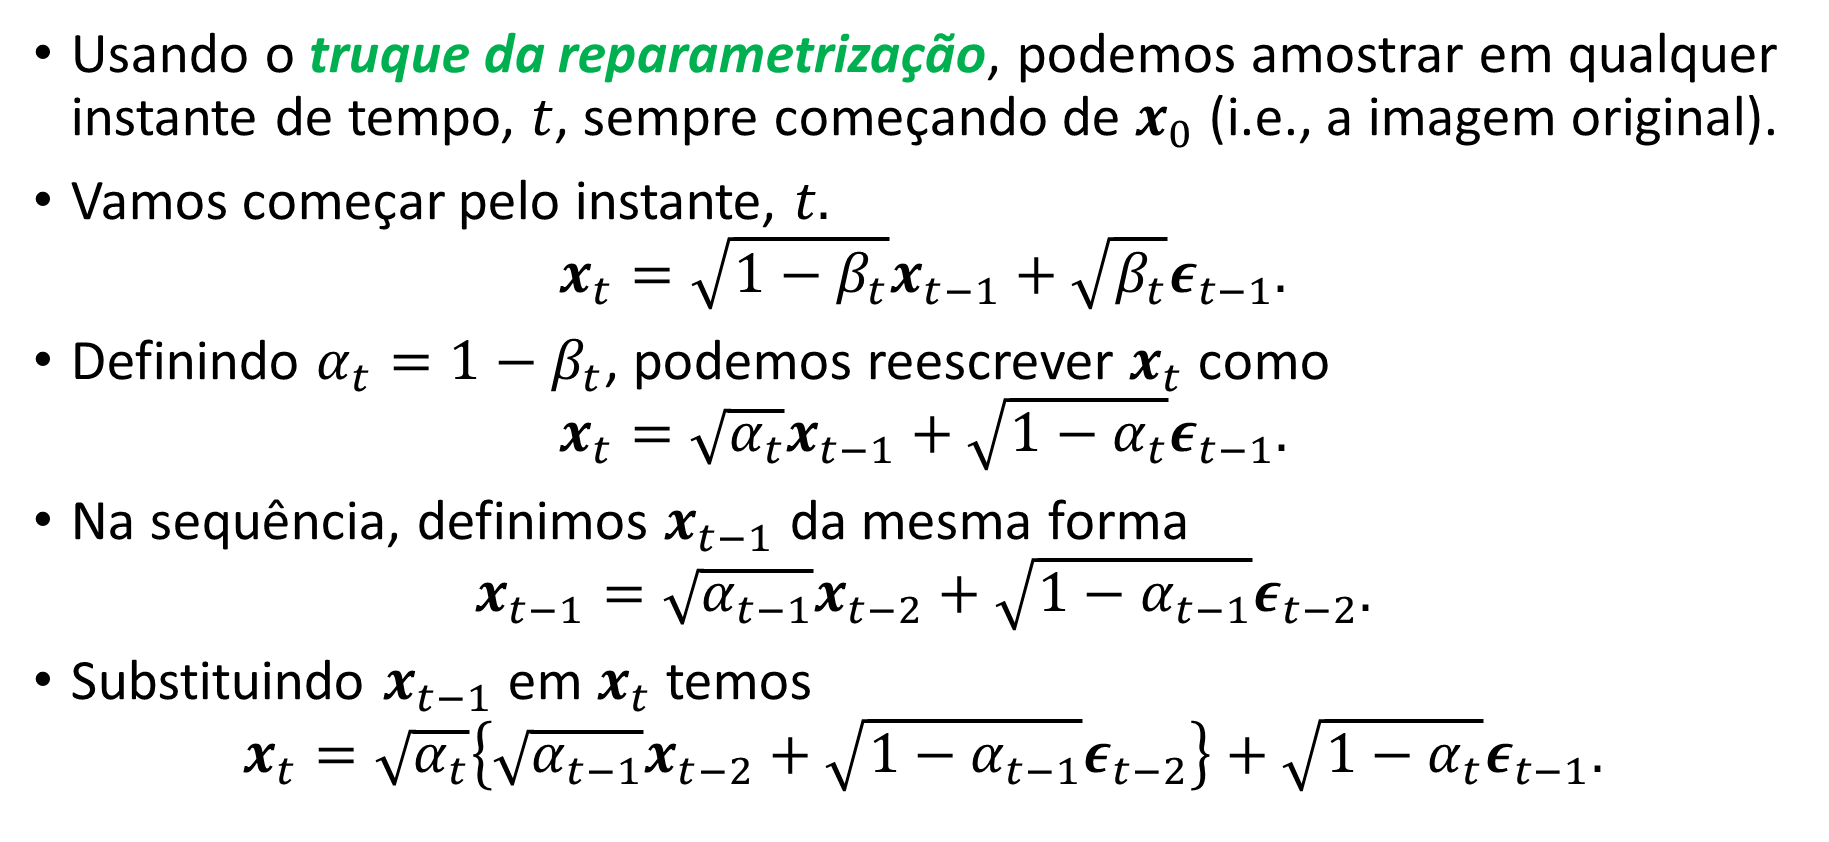 • Usando o truque da reparametrização, podemos amostrar em qualquer
instante de tempo, t, sempre começando de x₀ (i.e., a imagem original).
• Vamos começar pelo instante, t.
xₜ = √(1 − βₜ)xₜ₋₁ + √(βₜ)ϵₜ₋₁.
• Definindo αₜ = 1 − βₜ, podemos reescrever xₜ como
xₜ = √(αₜ)xₜ₋₁ + √(1 − αₜ)ϵₜ₋₁.
• Na sequência, definimos xₜ₋₁ da mesma forma
xₜ₋₁ = √(αₜ₋₁)xₜ₋₂ + √(1 − αₜ₋₁)ϵₜ₋₂.
• Substituindo xₜ₋₁ em xₜ temos
xₜ = √(αₜ){√(αₜ₋₁)xₜ₋₂ + √(1 − αₜ₋₁)ϵₜ₋₂} + √(1 − αₜ)ϵₜ₋₁.